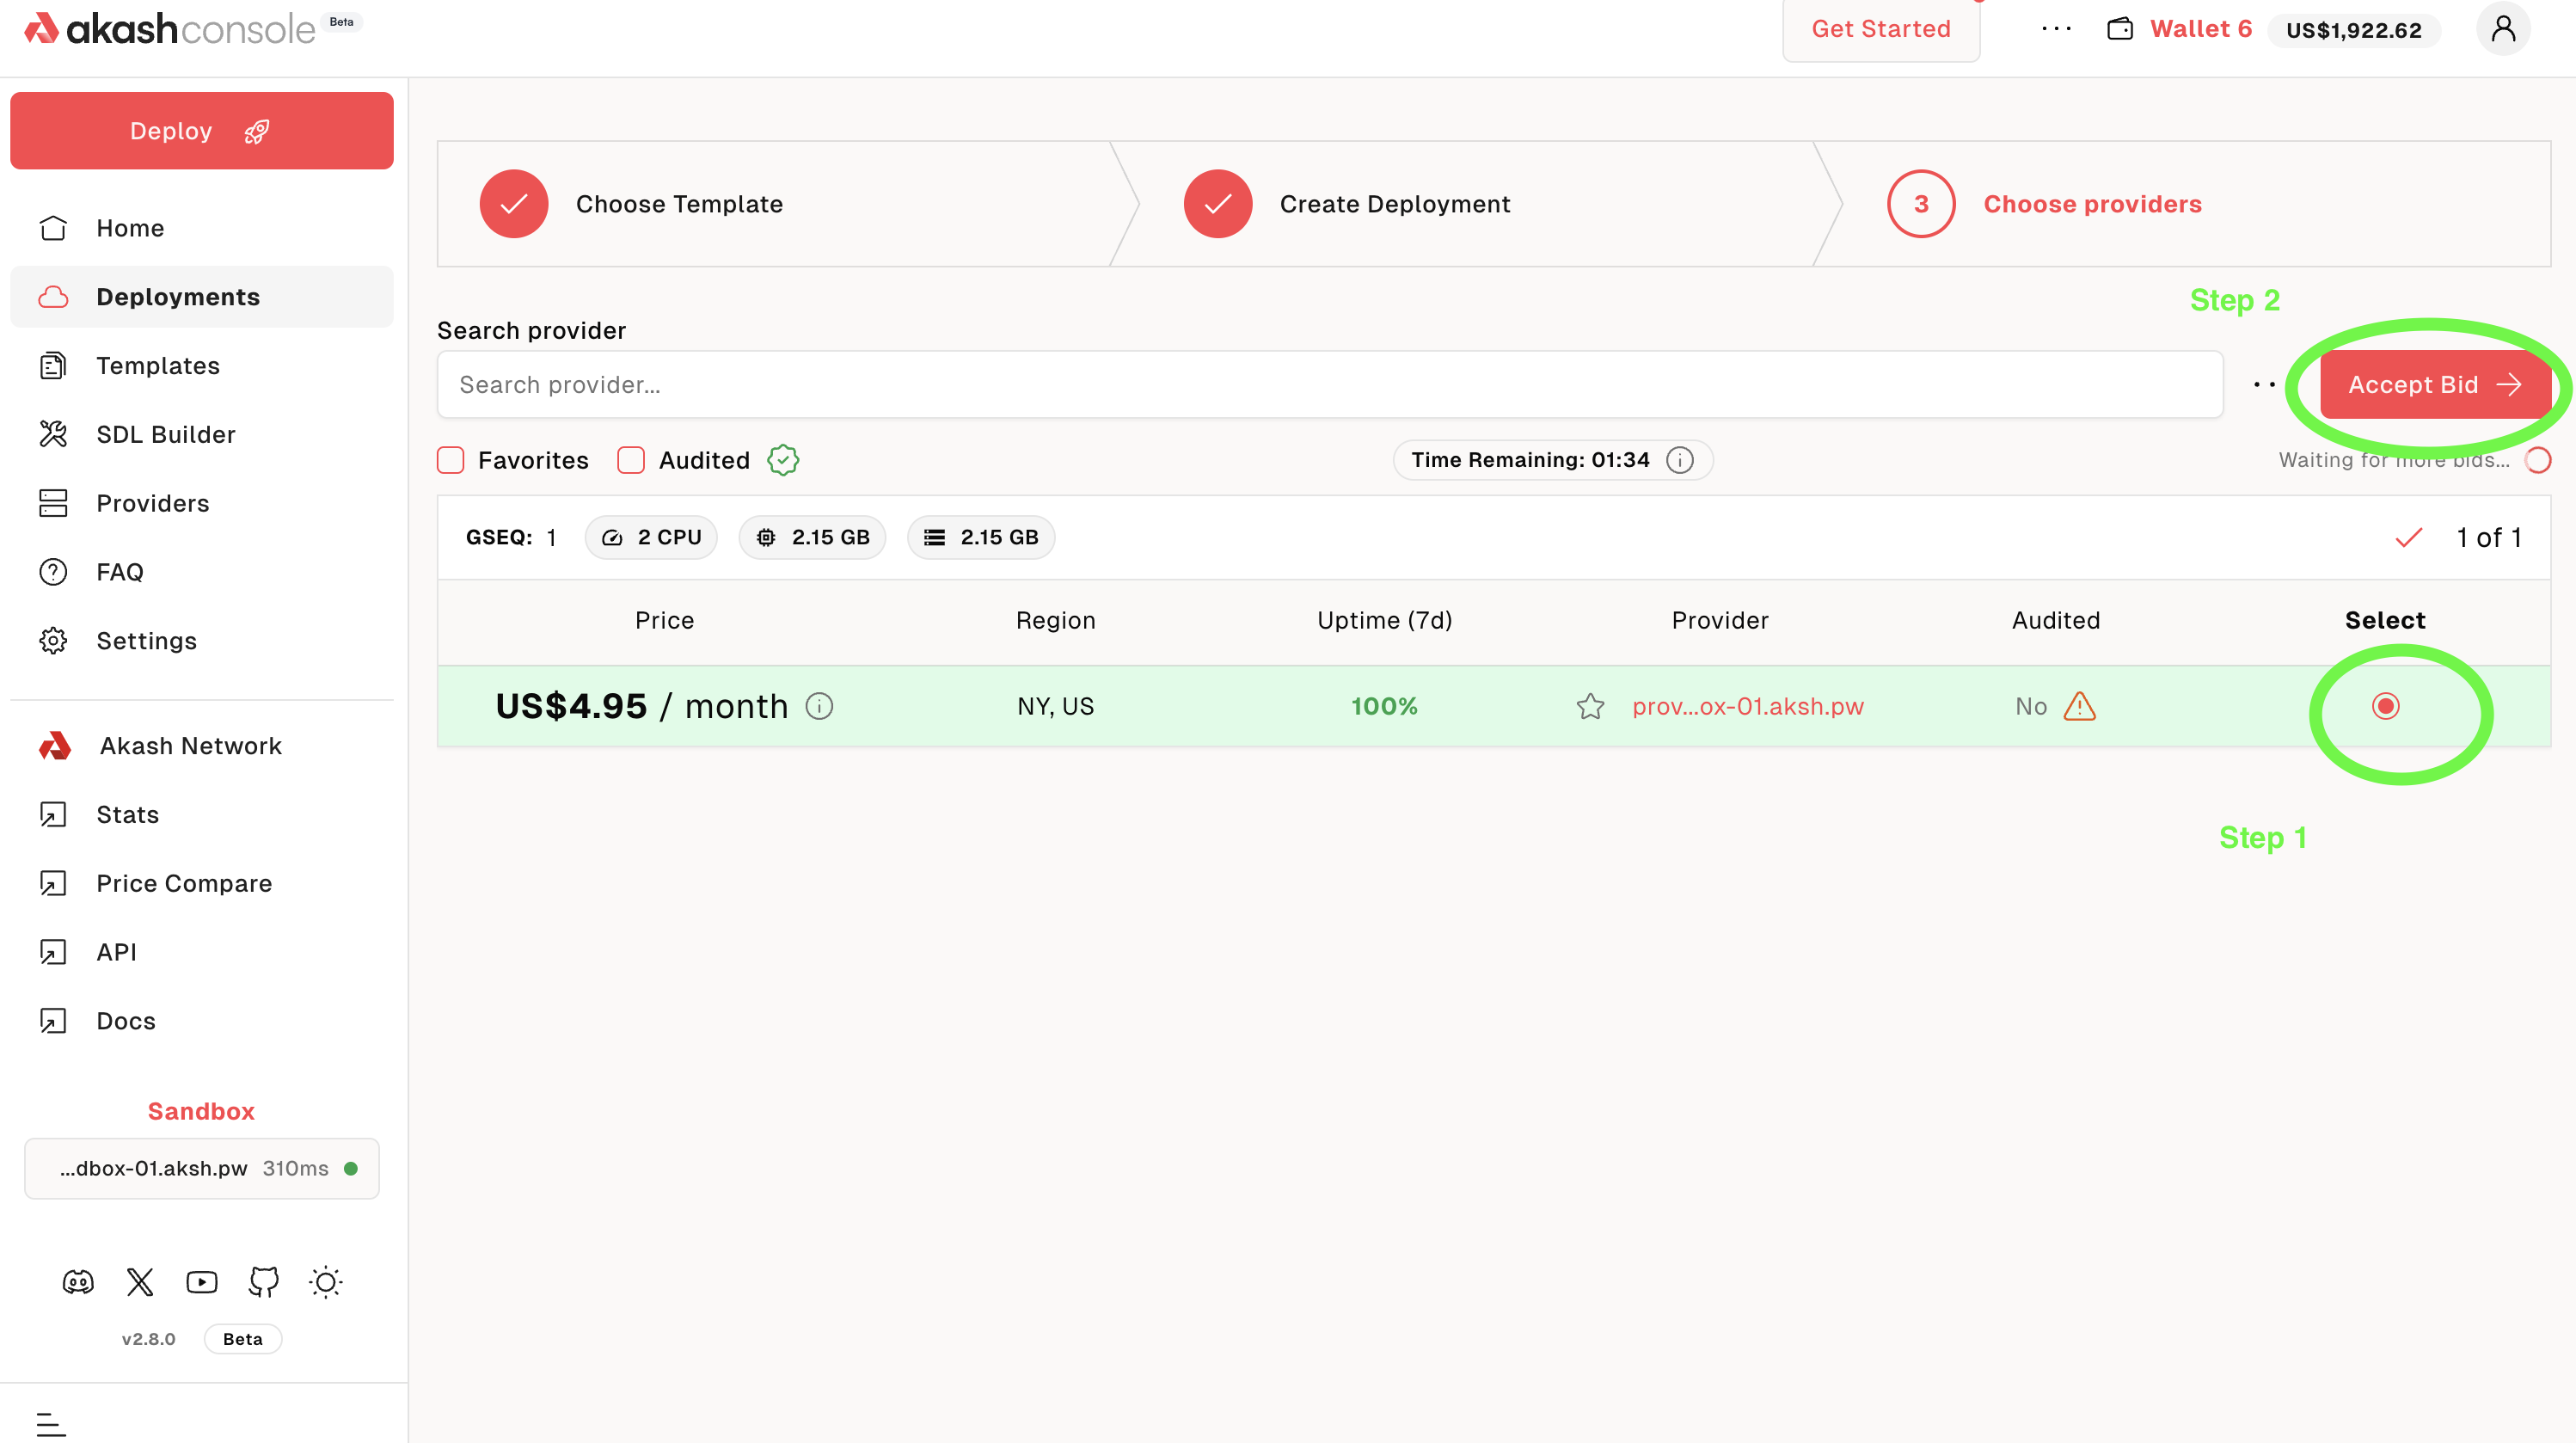 akashconsole Beta
Get Started
Wallet 6 US$1,922.62
Deploy
Home
Deployments
Templates
SDL Builder
Providers
FAQ
Settings
Akash Network
Stats
Price Compare
API
Docs
Sandbox
...dbox-01.aksh.pw 310ms
v2.8.0 Beta
Choose Template
Create Deployment
3 Choose providers
Step 2
Search provider
Search provider...
Accept Bid
Favorites Audited
Time Remaining: 01:34
Waiting for more bids...
GSEQ: 1 2 CPU 2.15 GB 2.15 GB
1 of 1
Price Region Uptime (7d) Provider Audited Select
US$4.95 / month NY, US 100% prov...ox-01.aksh.pw No
Step 1